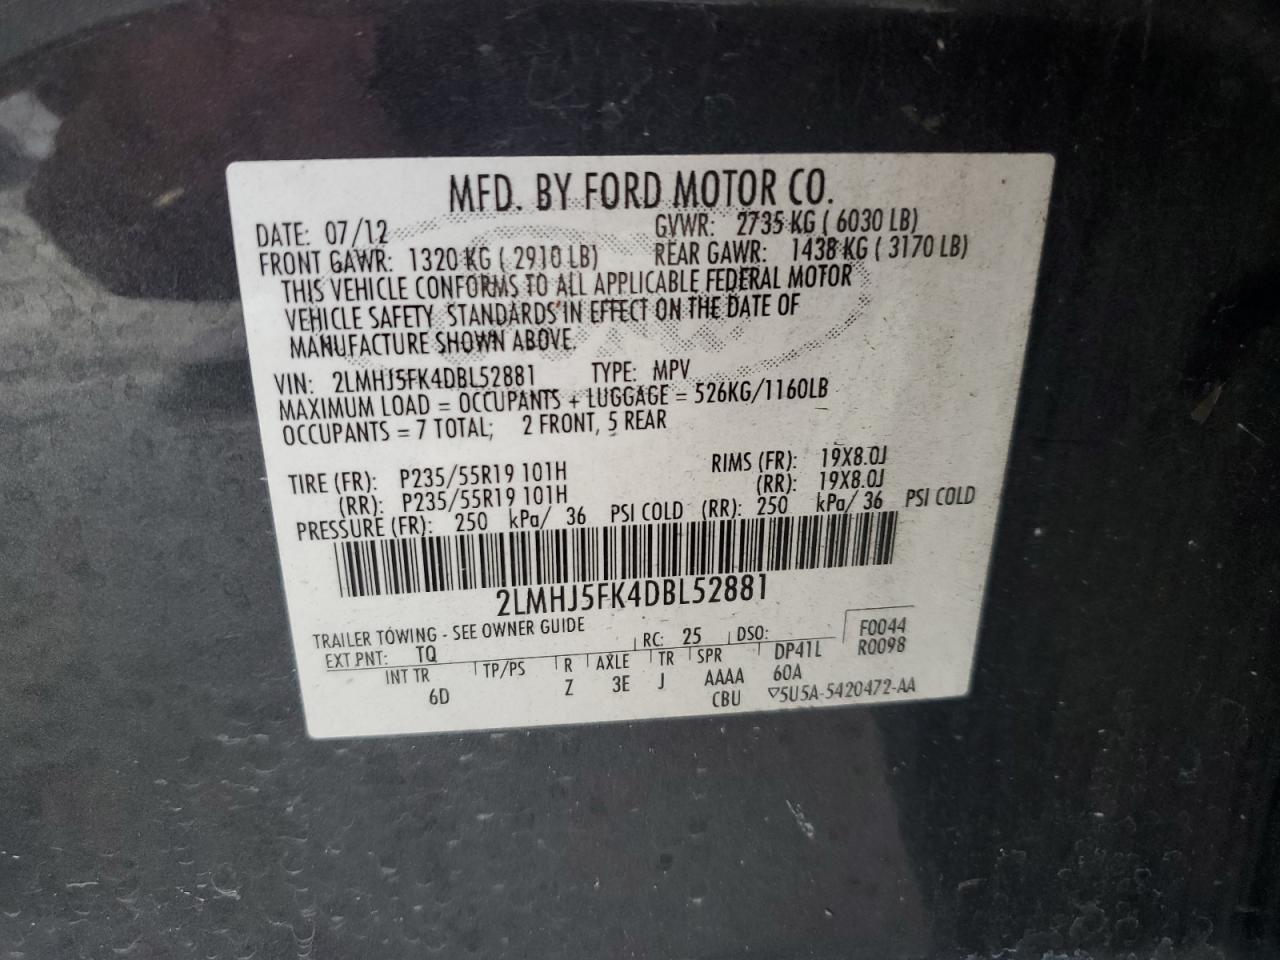 MFD. BY FORD MOTOR CO.
DATE: 07/12 GVWR: 2735 KG ( 6030 LB)
FRONT GAWR: 1320 KG ( 2910 LB) REAR GAWR: 1438 KG ( 3170 LB)
THIS VEHICLE CONFORMS TO ALL APPLICABLE FEDERAL MOTOR
VEHICLE SAFETY STANDARDS IN EFFECT ON THE DATE OF
MANUFACTURE SHOWN ABOVE.
VIN: 2LMHJ5FK4DBL52881 TYPE: MPV
MAXIMUM LOAD = OCCUPANTS + LUGGAGE = 526KG/1160LB
OCCUPANTS = 7 TOTAL; 2 FRONT, 5 REAR
TIRE (FR): P235/55R19 101H RIMS (FR): 19X8.0J
(RR): P235/55R19 101H (RR): 19X8.0J
PRESSURE (FR): 250 kPa/ 36 PSI COLD (RR): 250 kPa/ 36 PSI COLD
2LMHJ5FK4DBL52881
TRAILER TOWING - SEE OWNER GUIDE RC: 25 DSO: F0044
EXT PNT: TQ DP41L R0098
INT TR TP/PS R AXLE TR SPR
6D Z 3E J AAAA 60A
CBU ▽5U5A-5420472-AA